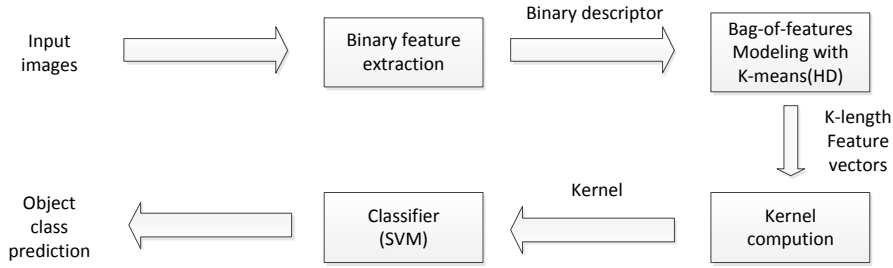 Input
images
Binary feature
extraction
Binary descriptor
Bag-of-features
Modeling with
K-means(HD)
K-length
Feature
vectors
Kernel
compution
Kernel
Classifier
(SVM)
Object
class
prediction